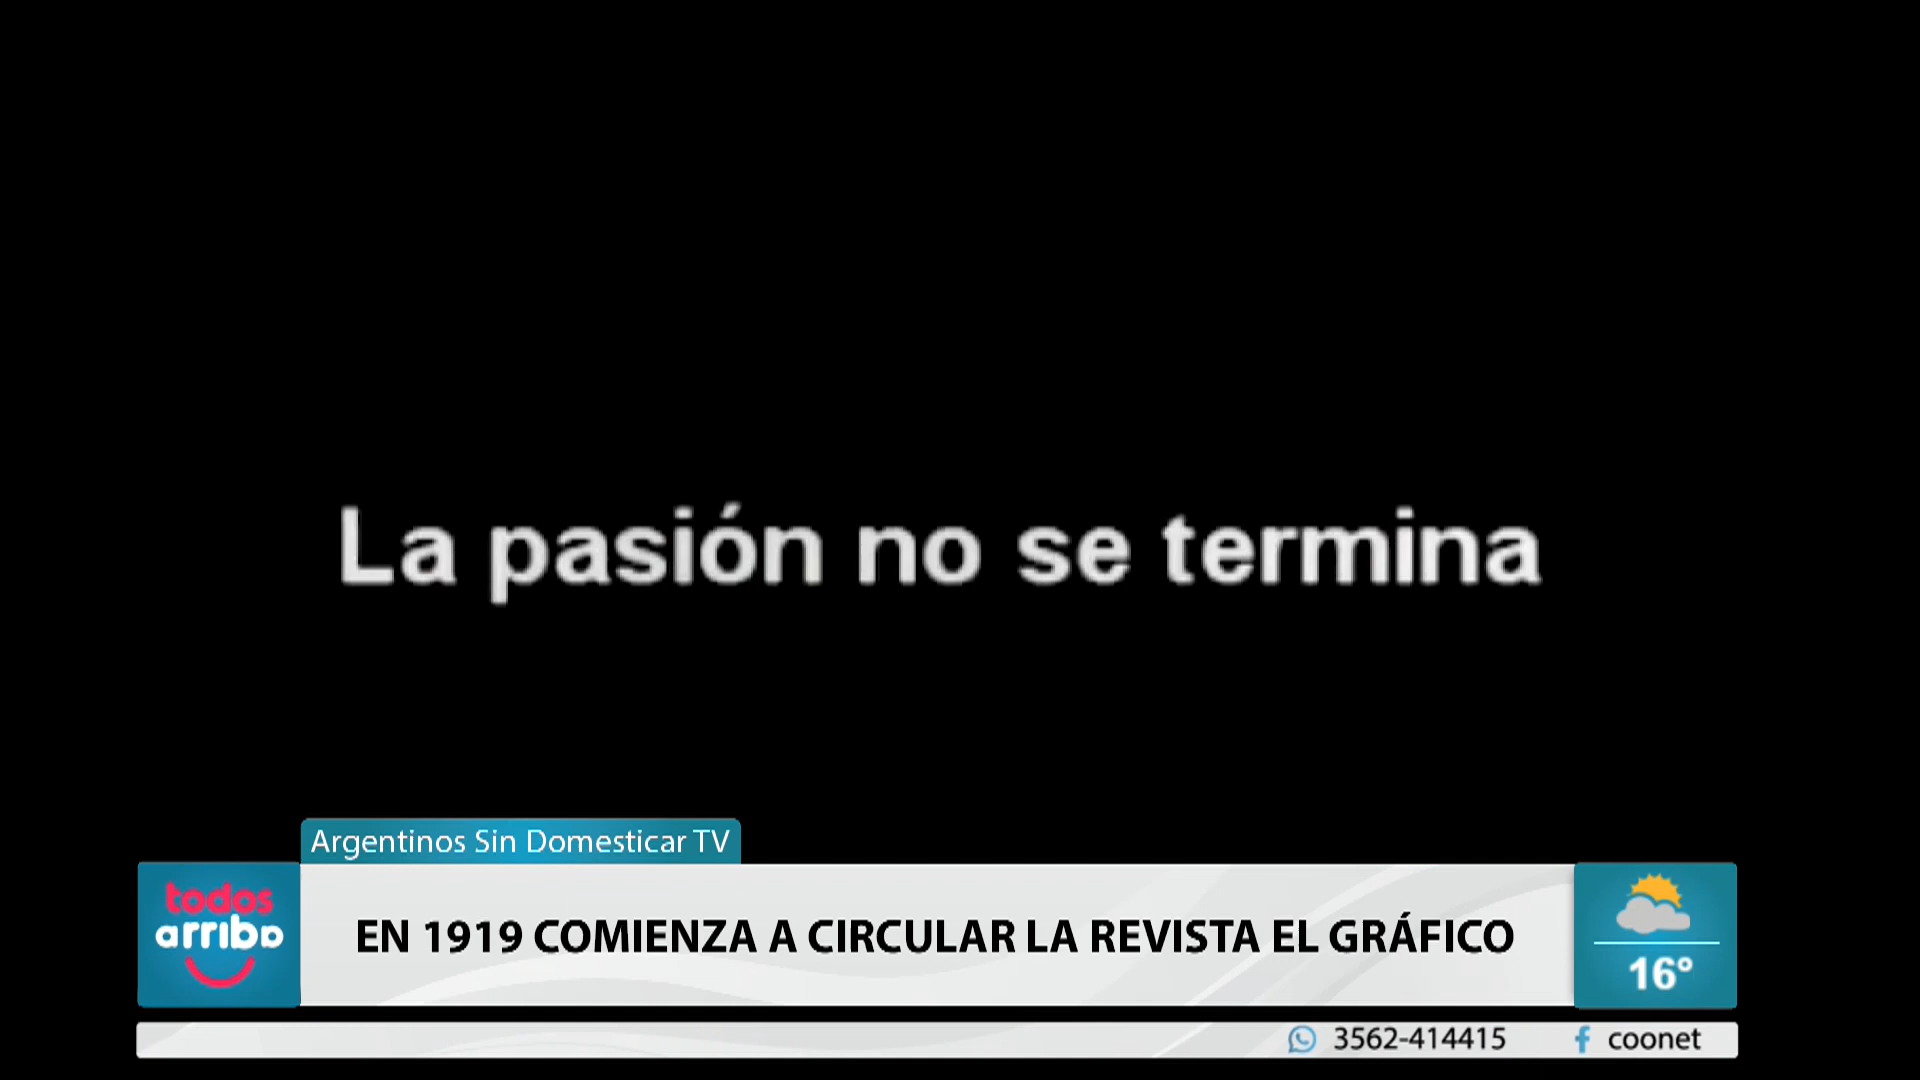 La pasión no se termina
Argentinos Sin Domesticar TV
todos
arriba
EN 1919 COMIENZA A CIRCULAR LA REVISTA EL GRÁFICO
16°
3562-414415
coonet